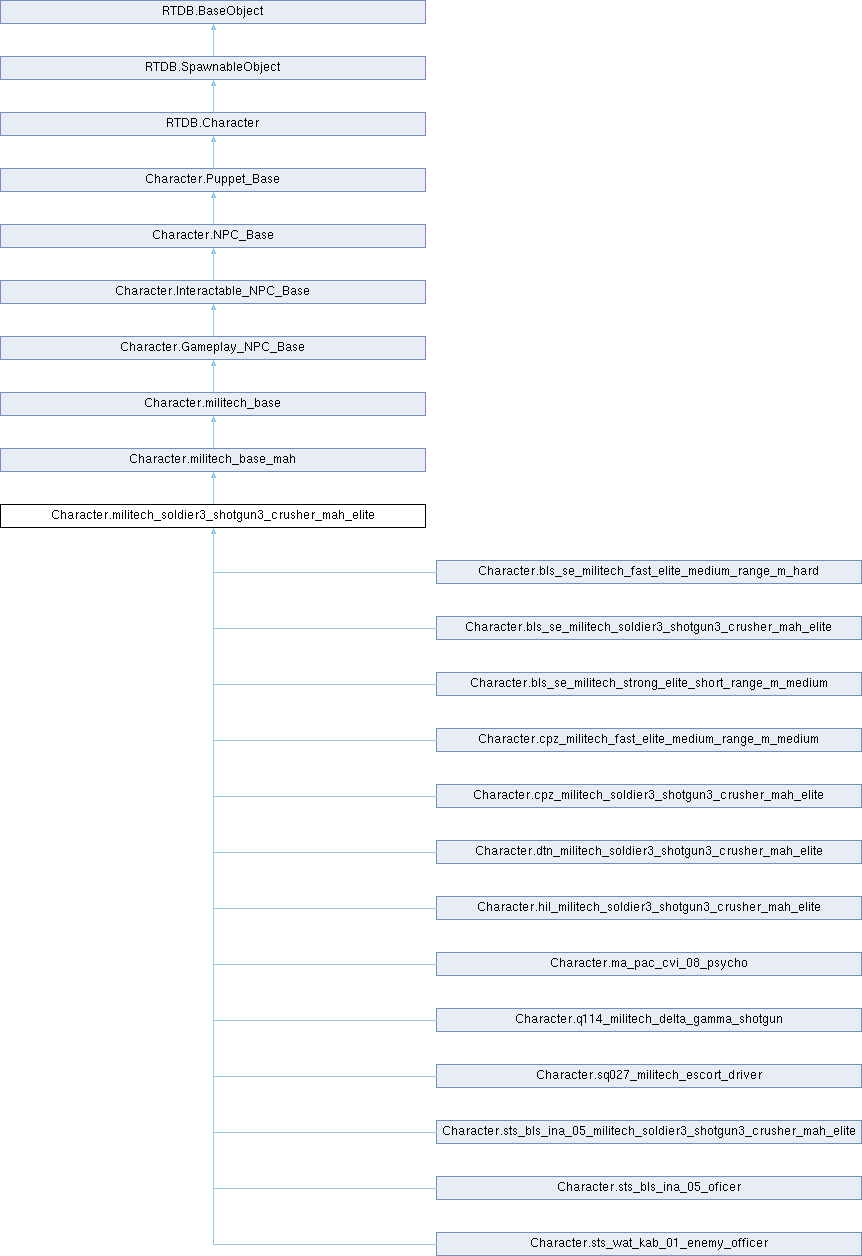 RTDB.BaseObject
RTDB.SpawnableObject
RTDB.Character
Character.Puppet_Base
Character.NPC_Base
Character.Interactable_NPC_Base
Character.Gameplay_NPC_Base
Character.militech_base
Character.militech_base_mah
Character.militech_soldier3_shotgun3_crusher_mah_elite
Character.bls_se_militech_fast_elite_medium_range_m_hard
Character.bls_se_militech_soldier3_shotgun3_crusher_mah_elite
Character.bls_se_militech_strong_elite_short_range_m_medium
Character.cpz_militech_fast_elite_medium_range_m_medium
Character.cpz_militech_soldier3_shotgun3_crusher_mah_elite
Character.dtn_militech_soldier3_shotgun3_crusher_mah_elite
Character.hil_militech_soldier3_shotgun3_crusher_mah_elite
Character.ma_pac_cvi_08_psycho
Character.q114_militech_delta_gamma_shotgun
Character.sq027_militech_escort_driver
Character.sts_bls_ina_05_militech_soldier3_shotgun3_crusher_mah_elite
Character.sts_bls_ina_05_oficer
Character.sts_wat_kab_01_enemy_officer